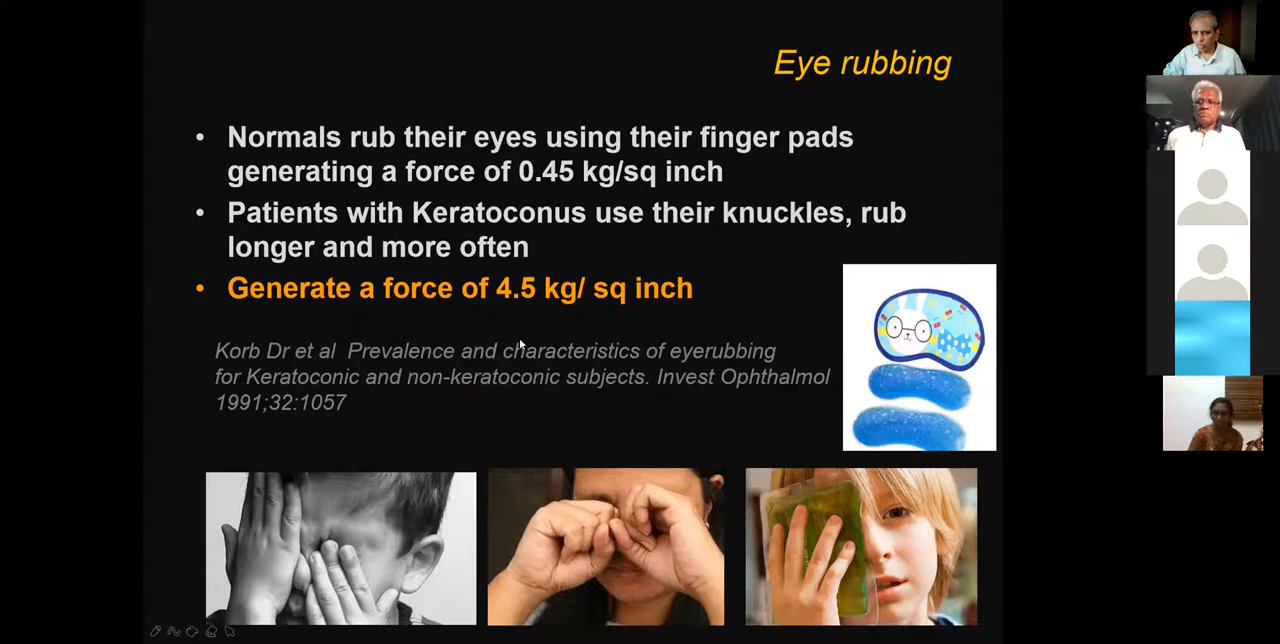 Eye rubbing
• Normals rub their eyes using their finger pads
generating a force of 0.45 kg/sq inch
• Patients with Keratoconus use their knuckles, rub
longer and more often
• Generate a force of 4.5 kg/ sq inch
Korb Dr et al Prevalence and characteristics of eyerubbing
for Keratoconic and non-keratoconic subjects. Invest Ophthalmol
1991;32:1057